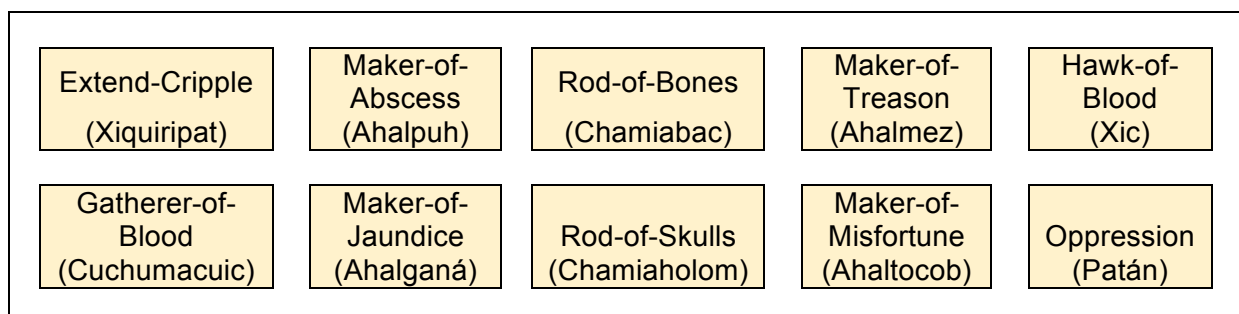 Extend-Cripple
(Xiquiripat)
Maker-of-
Abscess
(Ahalpuh)
Rod-of-Bones
(Chamiabac)
Maker-of-
Treason
(Ahalmez)
Hawk-of-
Blood
(Xic)
Gatherer-of-
Blood
(Cuchumacuic)
Maker-of-
Jaundice
(Ahalganá)
Rod-of-Skulls
(Chamiaholom)
Maker-of-
Misfortune
(Ahaltocob)
Oppression
(Patán)